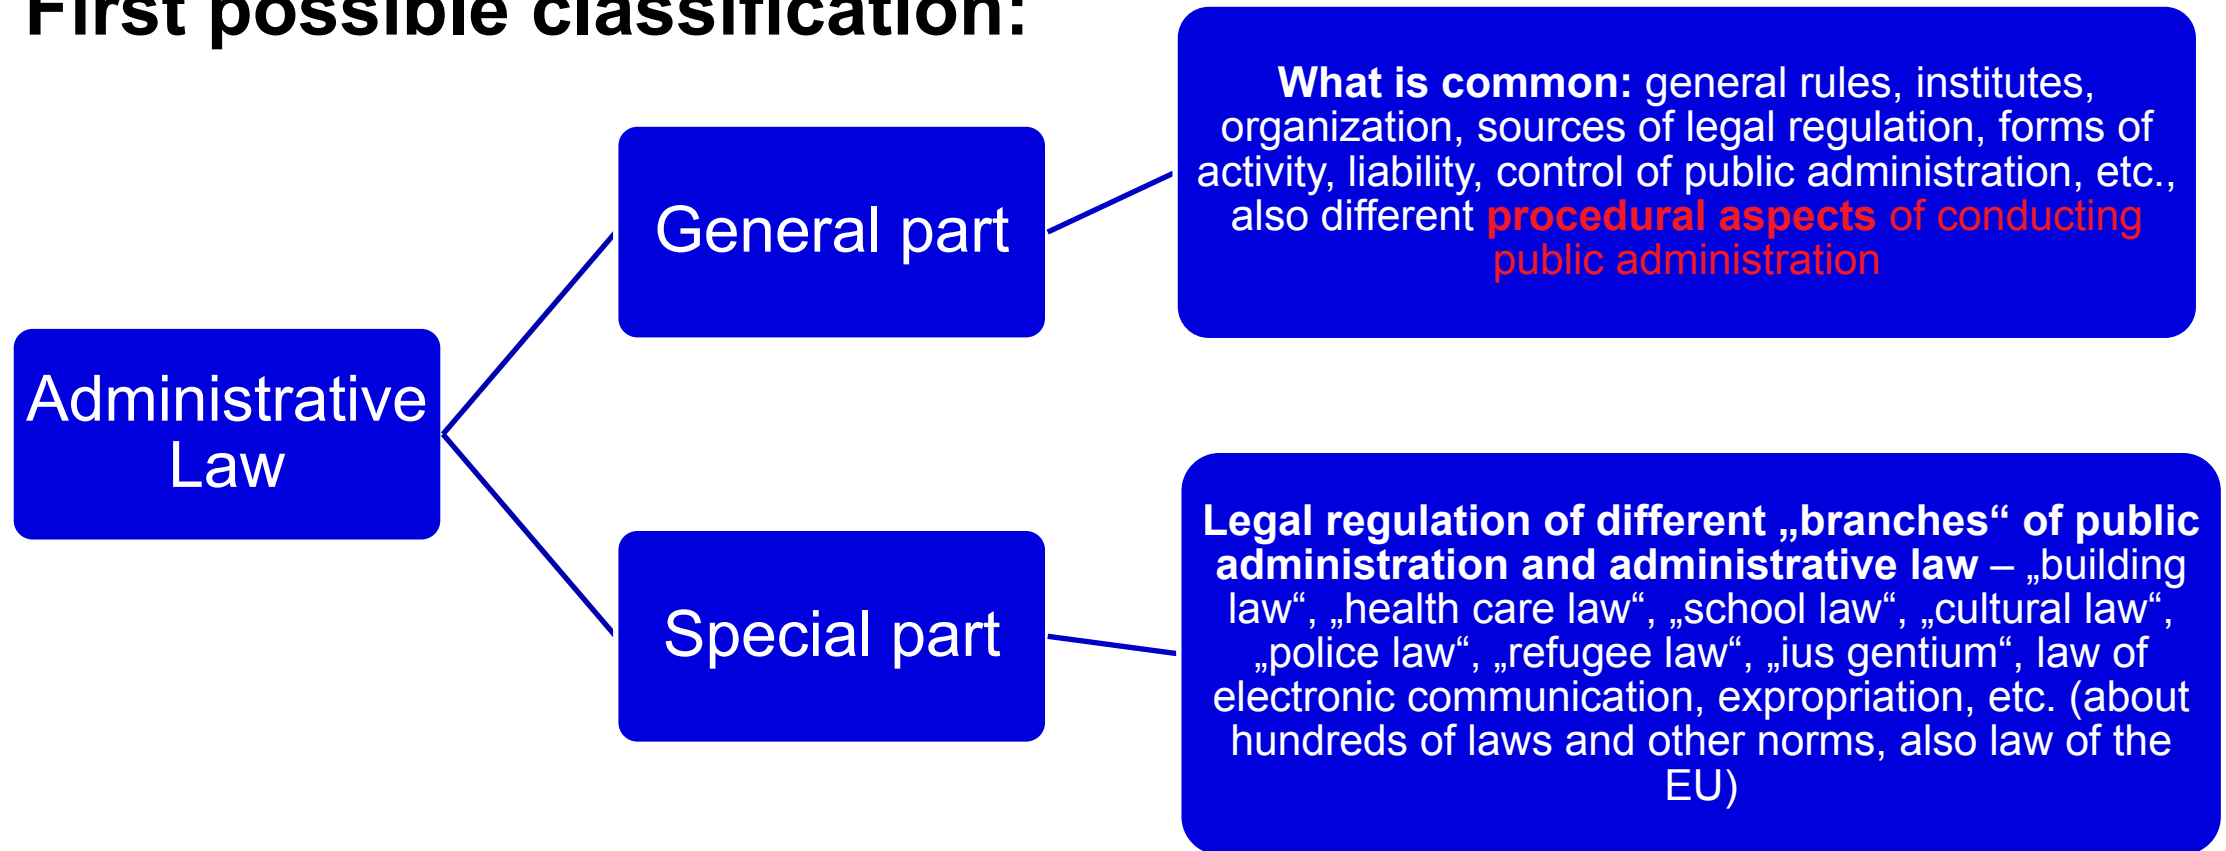 First possible classification:
What is common: general rules, institutes,
organization, sources of legal regulation, forms of
activity, liability, control of public administration, etc.,
also different procedural aspects of conducting
public administration
General part
Administrative
Law
Special part
Legal regulation of different „branches“ of public
administration and administrative law – „building
law“, „health care law“, „school law“, „cultural law“,
„police law“, „refugee law“, „ius gentium“, law of
electronic communication, expropriation, etc. (about
hundreds of laws and other norms, also law of the
EU)